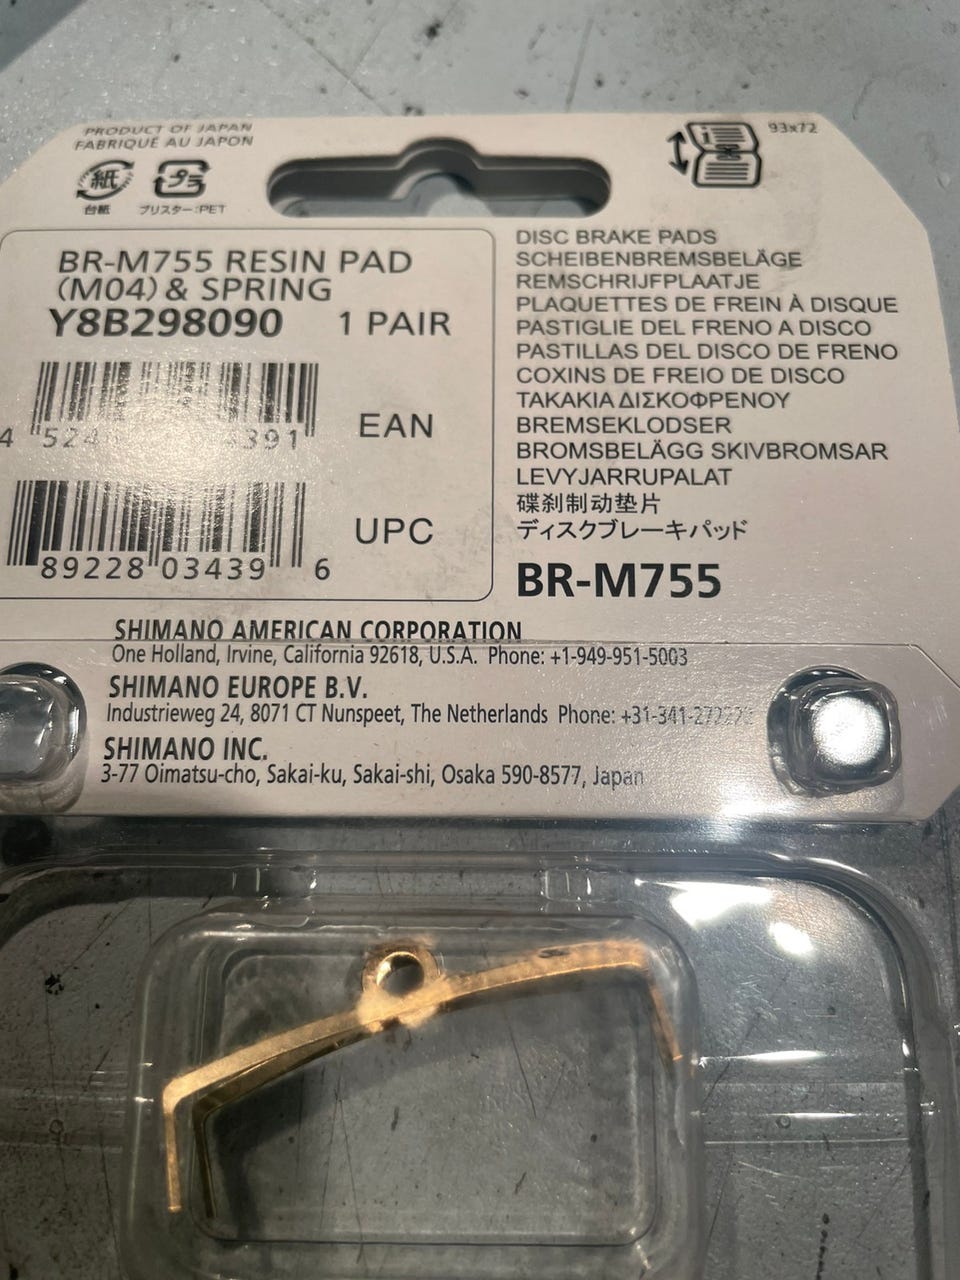 PRODUCT OF JAPAN
FABRIQUÉ AU JAPON
93x72
紙
プラ
台紙
ブリスター:PET
BR-M755 RESIN PAD
(M04) & SPRING
Y8B298090 1 PAIR
EAN
UPC
89228 03439 6
DISC BRAKE PADS
SCHEIBENBREMSBELÄGE
REMSCHRIJFPLAATJE
PLAQUETTES DE FREIN À DISQUE
PASTIGLIE DEL FRENO A DISCO
PASTILLAS DEL DISCO DE FRENO
COXINS DE FREIO DE DISCO
ΤΑΚΑΚΙΑ ΔΙΣΚΟΦΡΕΝΟΥ
BREMSEKLODSER
BROMSBELÄGG SKIVBROMSAR
LEVYJARRUPALAT
碟刹制动垫片
ディスクブレーキパッド
BR-M755
SHIMANO AMERICAN CORPORATION
One Holland, Irvine, California 92618, U.S.A. Phone: +1-949-951-5003
SHIMANO EUROPE B.V.
Industrieweg 24, 8071 CT Nunspeet, The Netherlands Phone:
SHIMANO INC.
3-77 Oimatsu-cho, Sakai-ku, Sakai-shi, Osaka 590-8577, Japan